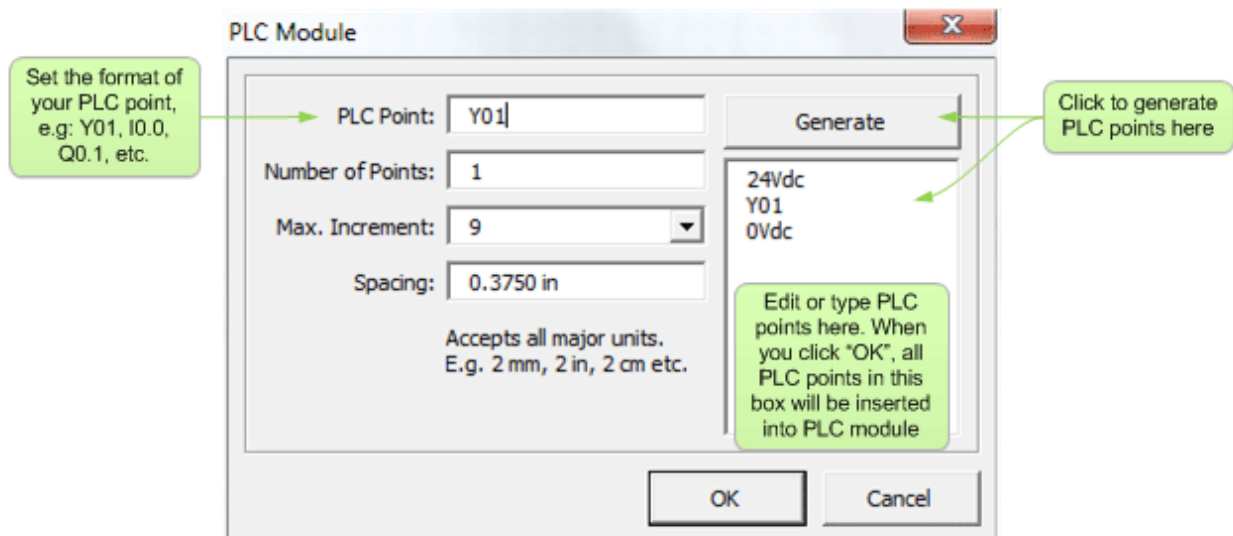 PLC Module
Set the format of
your PLC point,
e.g: Y01, I0.0,
Q0.1, etc.
PLC Point:
Y01
Generate
Click to generate
PLC points here
Number of Points:
1
24Vdc
Y01
0Vdc
Max. Increment:
9
Spacing:
0.3750 in
Accepts all major units.
E.g. 2 mm, 2 in, 2 cm etc.
Edit or type PLC
points here. When
you click “OK”, all
PLC points in this
box will be inserted
into PLC module
OK
Cancel